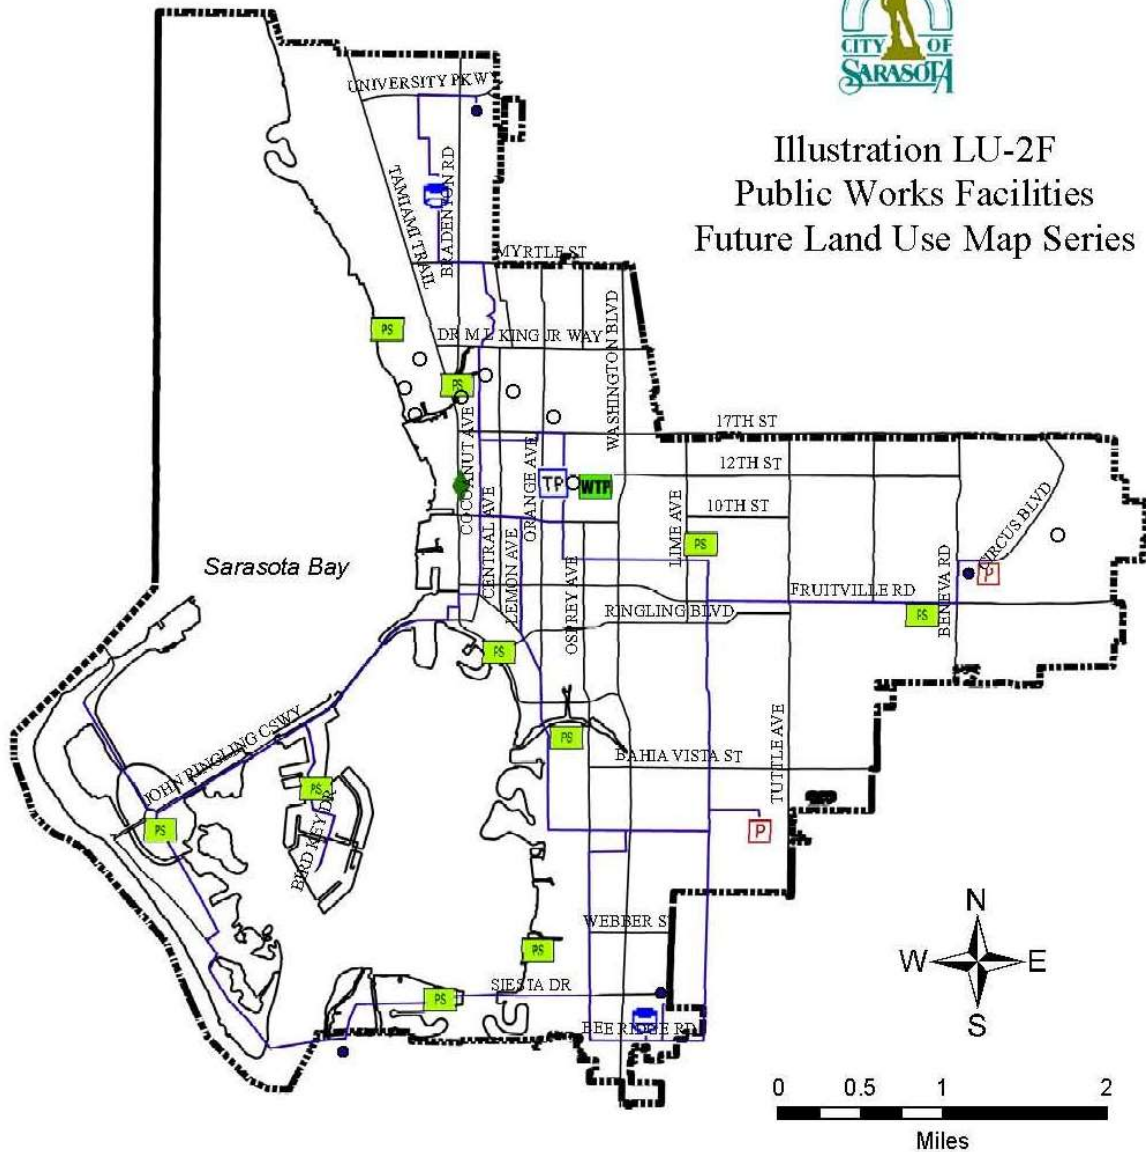 CITY OF
SARASOTA
Illustration LU-2F
Public Works Facilities
Future Land Use Map Series
UNIVERSITY PKWY
TAMIAMI TRAIL
BRADENTON RD
MYRTLE ST
DR M L KING JR WAY
WASHINGTON BLVD
PS
PS
17TH ST
12TH ST
10TH ST
COCOANUT AVE
CENTRAL AVE
LEMON AVE
ORANGE AVE
OSPREY AVE
TP
WTP
LIME AVE
PS
CIRCUS BLVD
BENEVA RD
P
FRUITVILLE RD
PS
RINGLING BLVD
Sarasota Bay
PS
PS
BAHIA VISTA ST
TUTTLE AVE
JOHN RINGLING CSWY
PS
BIRD KEY DR
PS
P
WEBBER S
PS
SIESTA DR
PS
BEE RIDGE RD
N
W E
S
0 0.5 1 2
Miles